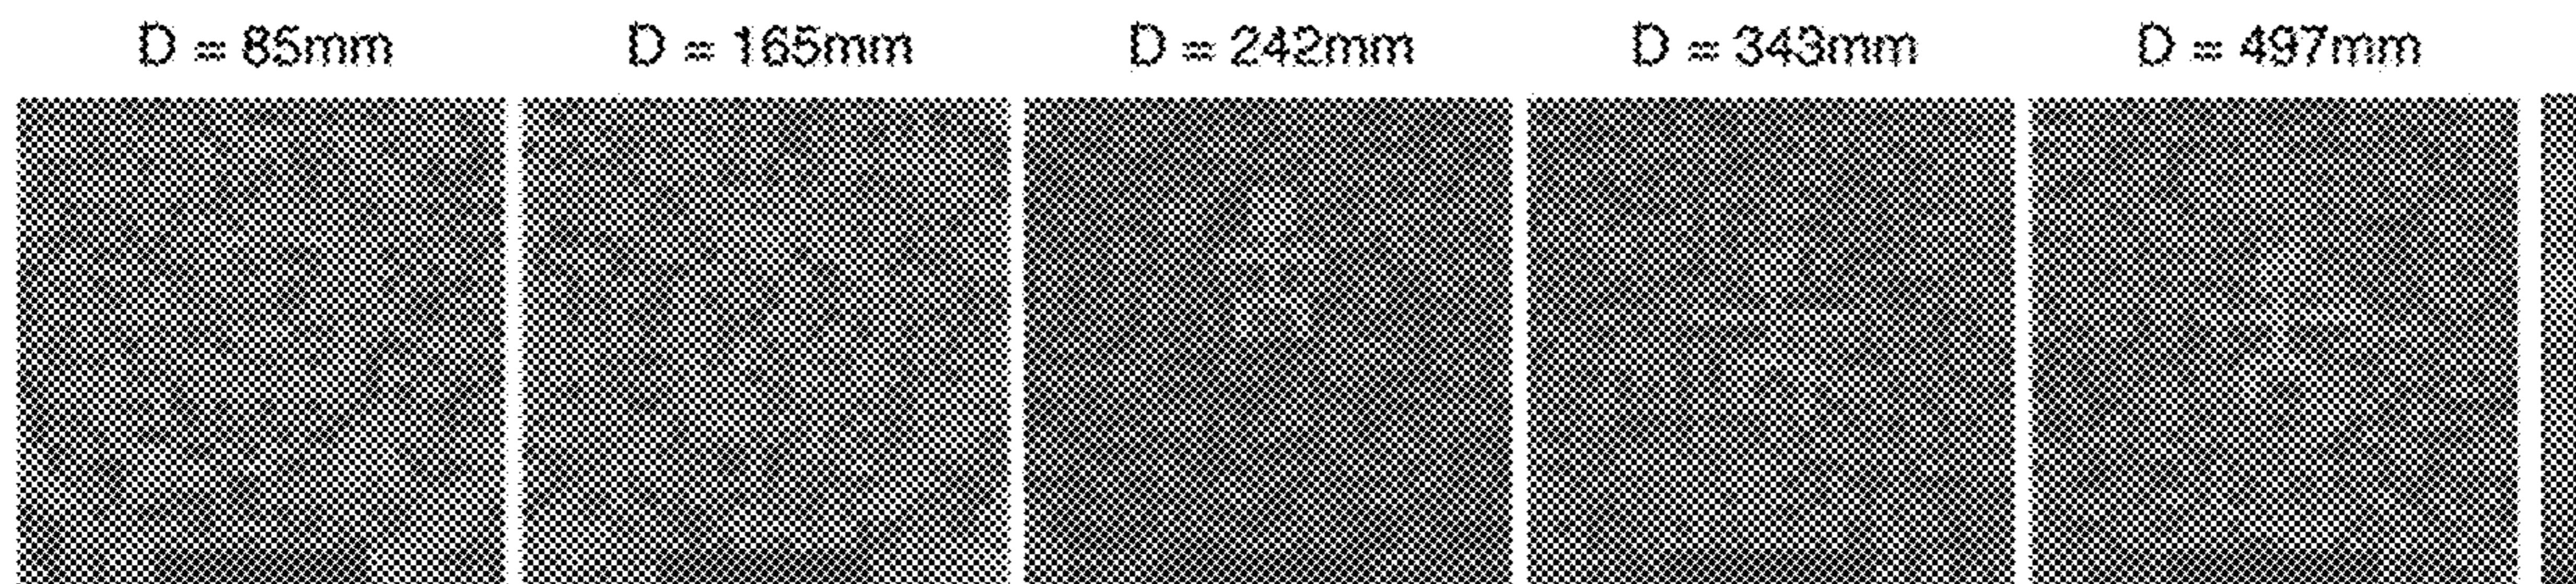 D = 85mm D = 165mm D = 242mm D = 343mm D = 497mm